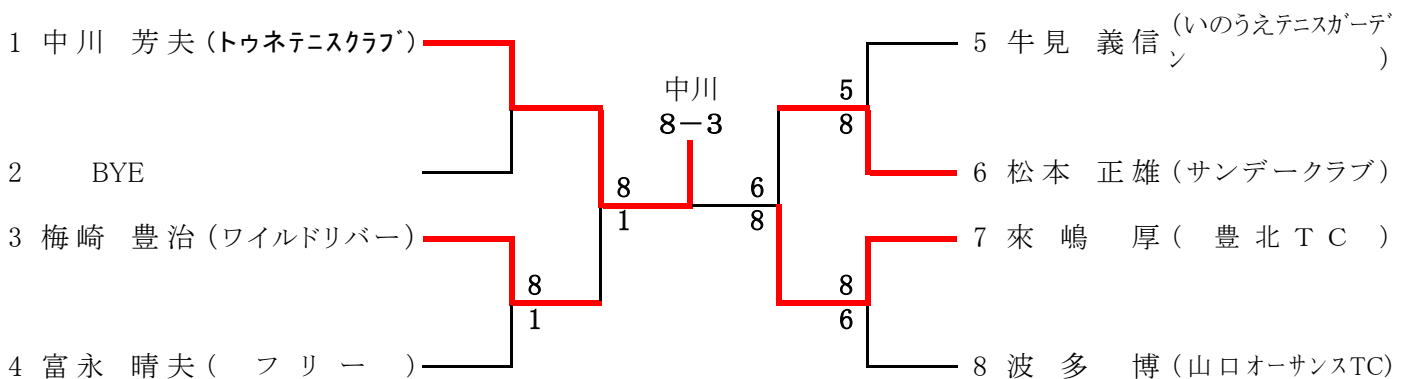 1 中川 芳夫(トゥネテニスクラブ)
2 BYE
3 梅崎 豊治(ワイルドリバー)
4 富永 晴夫(フリー)
8
1
8
1
中川
8-3
6
8
5
8
8
6
5 牛見 義信(いのうえテニスガーデ
ン)
6 松本 正雄(サンデークラブ)
7 來嶋 厚(豊北TC)
8 波多 博(山口オーサンスTC)